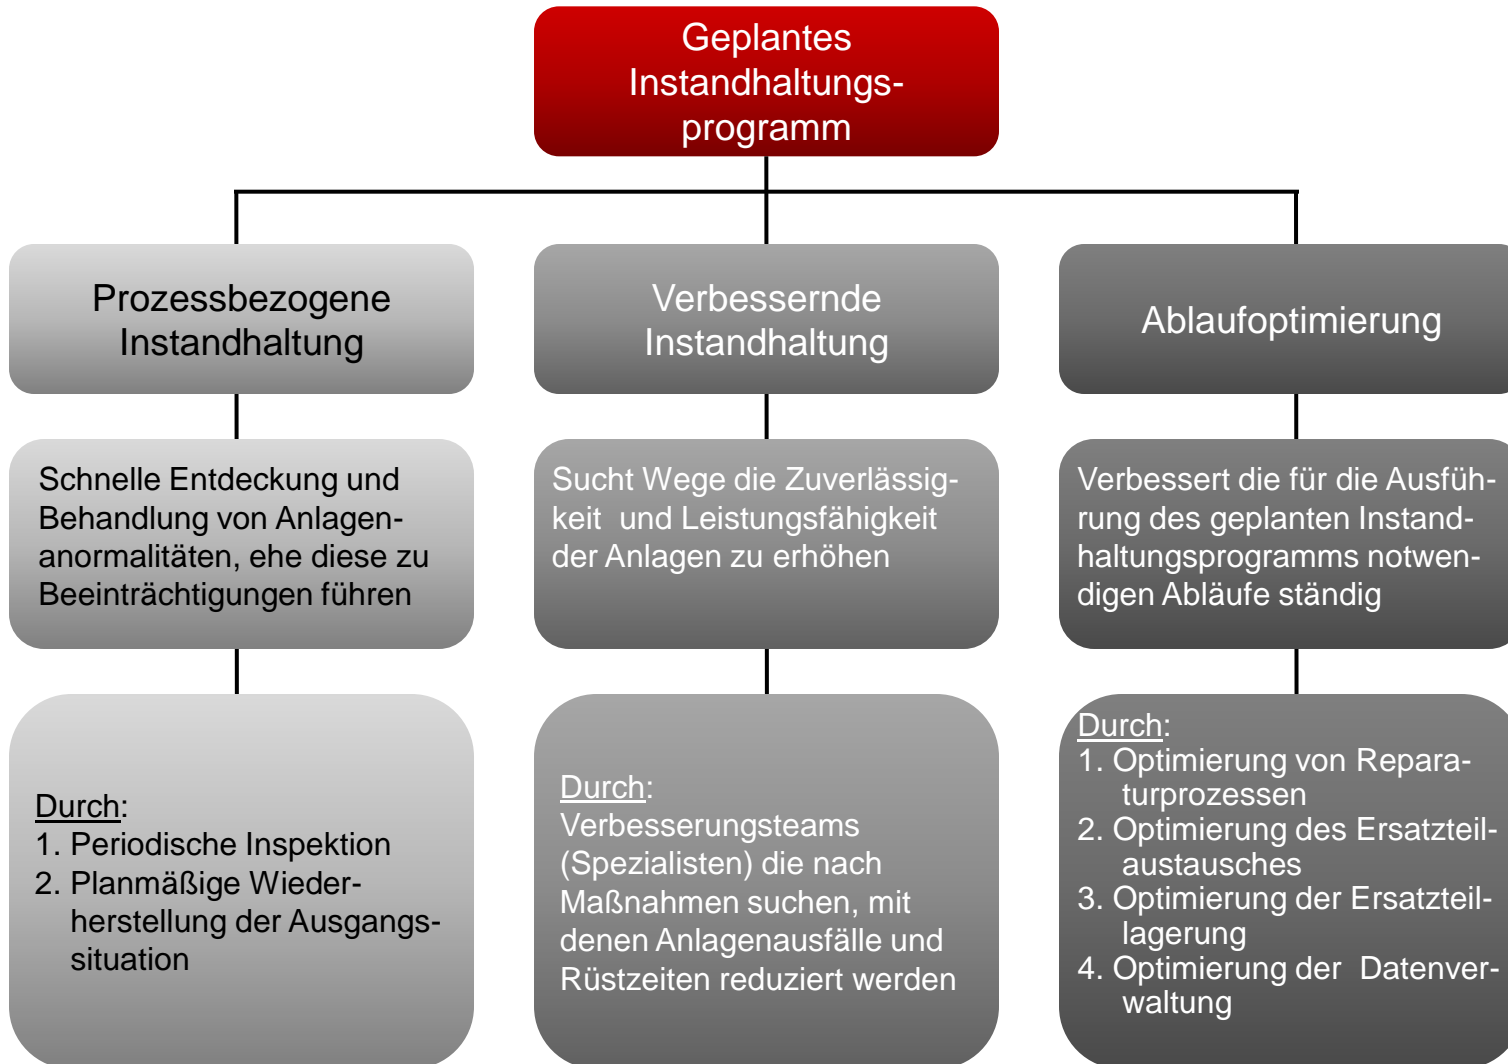 Geplantes
Instandhaltungs-
programm
Prozessbezogene
Instandhaltung
Verbessernde
Instandhaltung
Ablaufoptimierung
Schnelle Entdeckung und
Behandlung von Anlagen-
anormalitäten, ehe diese zu
Beeinträchtigungen führen
Sucht Wege die Zuverlässig-
keit und Leistungsfähigkeit
der Anlagen zu erhöhen
Verbessert die für die Ausfüh-
rung des geplanten Instand-
haltungsprogramms notwen-
digen Abläufe ständig
Durch:
1. Periodische Inspektion
2. Planmäßige Wieder-
herstellung der Ausgangs-
situation
Durch:
Verbesserungsteams
(Spezialisten) die nach
Maßnahmen suchen, mit
denen Anlagenausfälle und
Rüstzeiten reduziert werden
Durch:
1. Optimierung von Repara-
turprozessen
2. Optimierung des Ersatzteil-
austausches
3. Optimierung der Ersatzteil-
lagerung
4. Optimierung der Datenver-
waltung